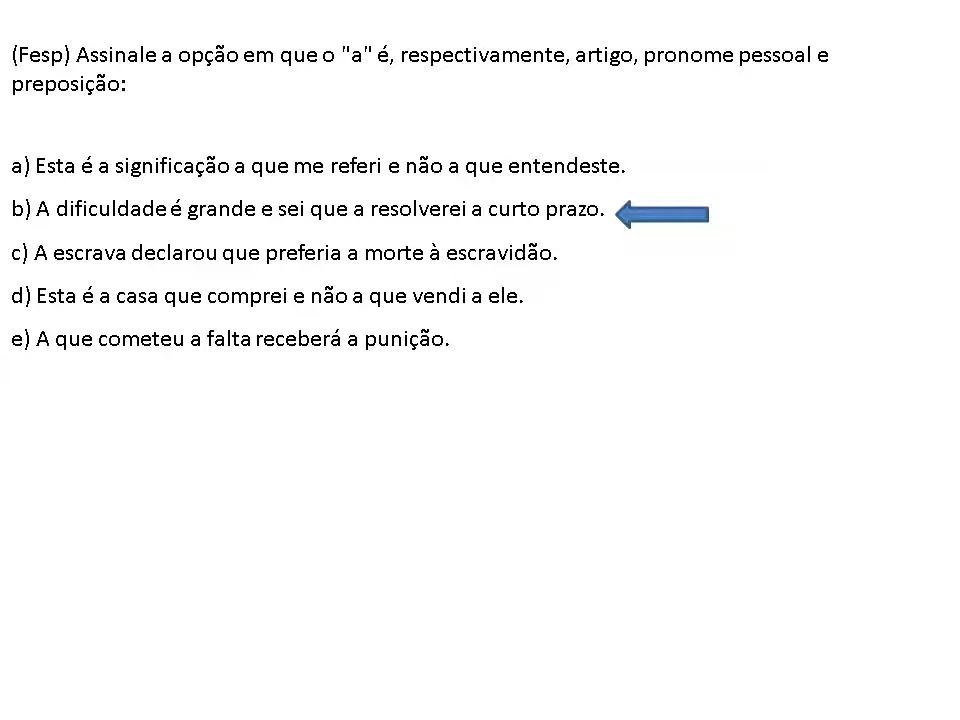 (Fesp) Assinale a opção em que o "a" é, respectivamente, artigo, pronome pessoal e
preposição:
a) Esta é a significação a que me referi e não a que entendeste.
b) A dificuldade é grande e sei que a resolverei a curto prazo.
c) A escrava declarou que preferia a morte à escravidão.
d) Esta é a casa que comprei e não a que vendi a ele.
e) A que cometeu a falta receberá a punição.